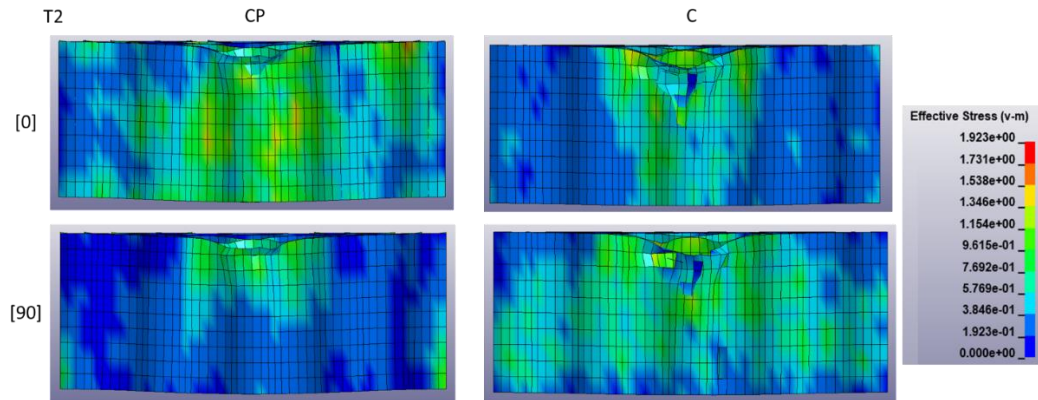 T2 CP C
[0]
[90]
Effective Stress (v-m)
1.923e+00
1.731e+00
1.538e+00
1.346e+00
1.154e+00
9.615e-01
7.692e-01
5.769e-01
3.846e-01
1.923e-01
0.000e+00